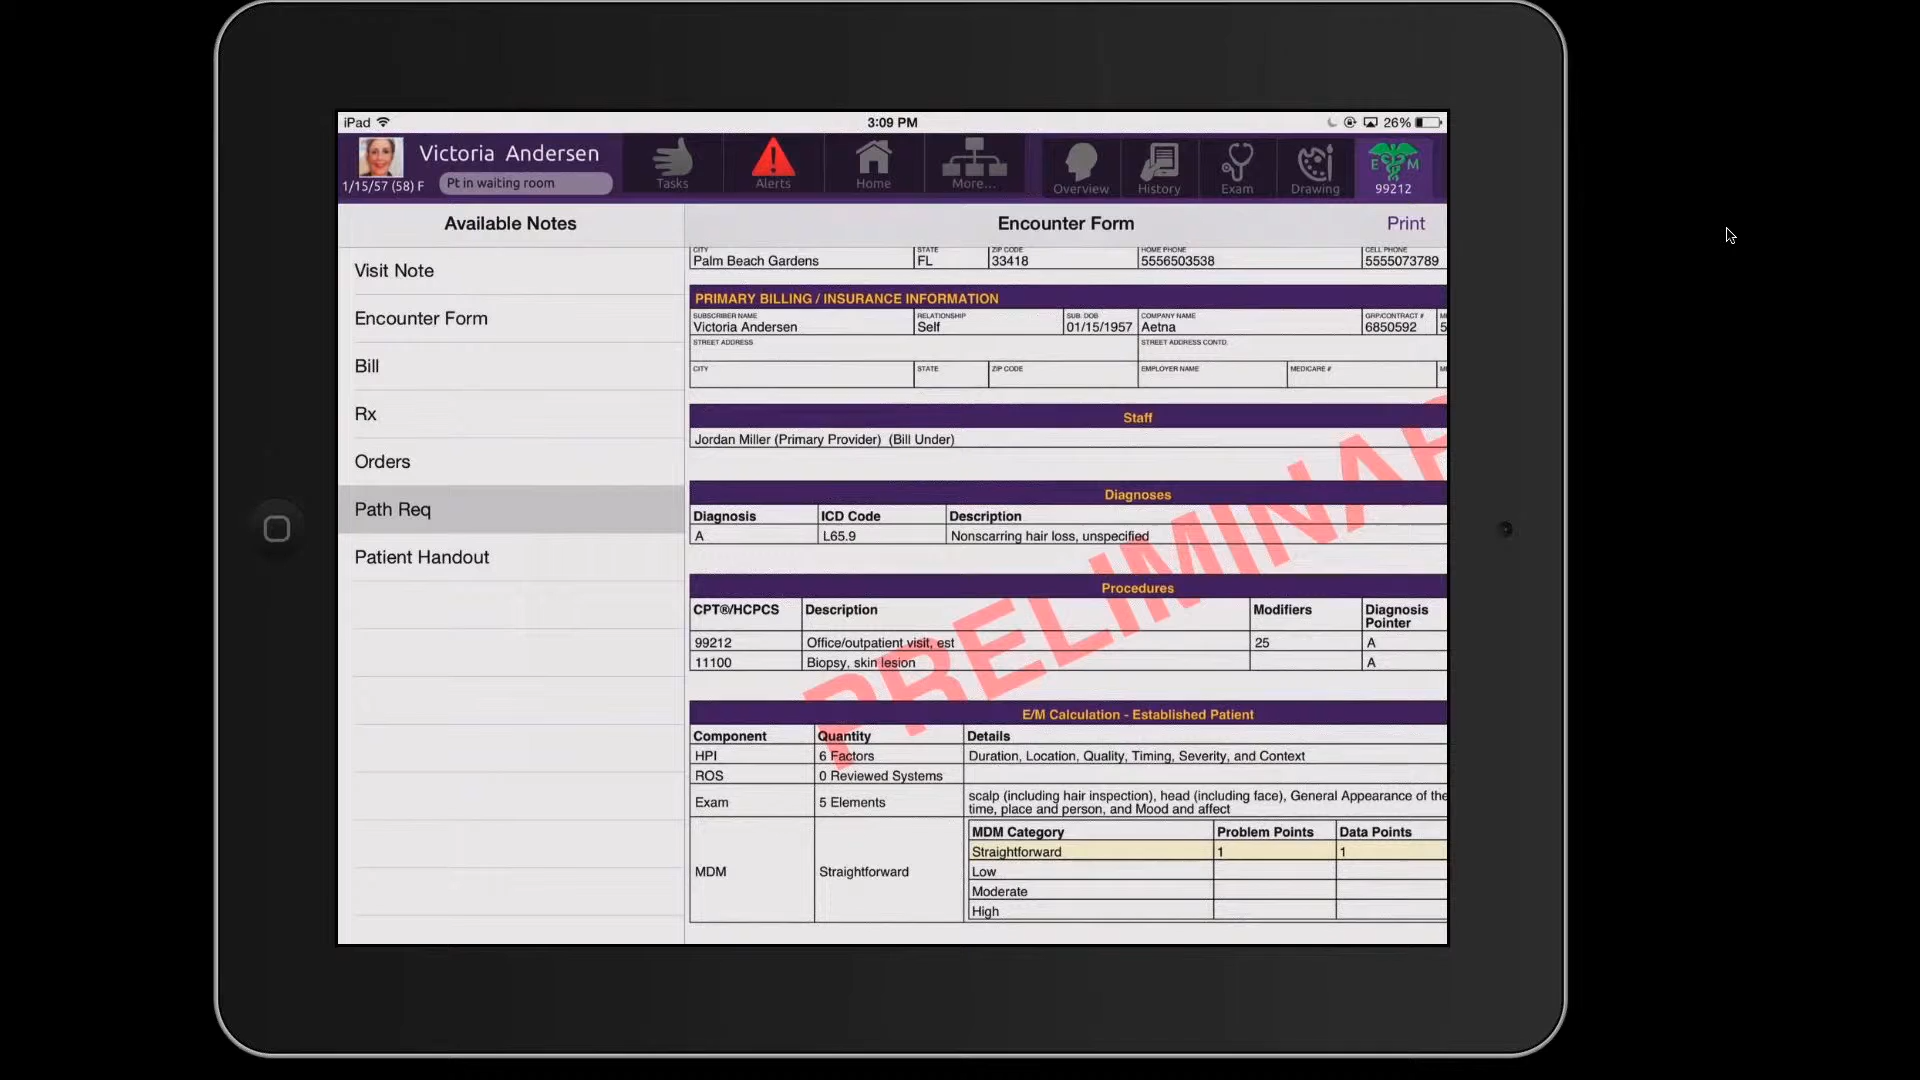 iPad 3:09 PM 26%
Victoria Andersen
1/15/57 (58) F Pt in waiting room
Tasks Alerts Home More... Overview History Exam Drawing E M 99212
Available Notes Encounter Form Print
Visit Note
Encounter Form
Bill
Rx
Orders
Path Req
Patient Handout
CITY STATE ZIP CODE HOME PHONE CELL PHONE
Palm Beach Gardens FL 33418 5556503538 5555073789
PRIMARY BILLING / INSURANCE INFORMATION
SUBSCRIBER NAME RELATIONSHIP SUB. DOB COMPANY NAME GRP/CONTRACT #
Victoria Andersen Self 01/15/1957 Aetna 6850592 5
STREET ADDRESS STREET ADDRESS CONTD.
CITY STATE ZIP CODE EMPLOYER NAME MEDICARE #
Staff
Jordan Miller (Primary Provider) (Bill Under)
Diagnoses
Diagnosis ICD Code Description
A L65.9 Nonscarring hair loss, unspecified
Procedures
CPT®/HCPCS Description Modifiers Diagnosis
Pointer
99212 Office/outpatient visit, est 25 A
11100 Biopsy, skin lesion A
E/M Calculation - Established Patient
Component Quantity Details
HPI 6 Factors Duration, Location, Quality, Timing, Severity, and Context
ROS 0 Reviewed Systems
Exam 5 Elements scalp (including hair inspection), head (including face), General Appearance of the
time, place and person, and Mood and affect
MDM Category Problem Points Data Points
Straightforward 1 1
Low
MDM Straightforward
Moderate
High
PRELIMINAR